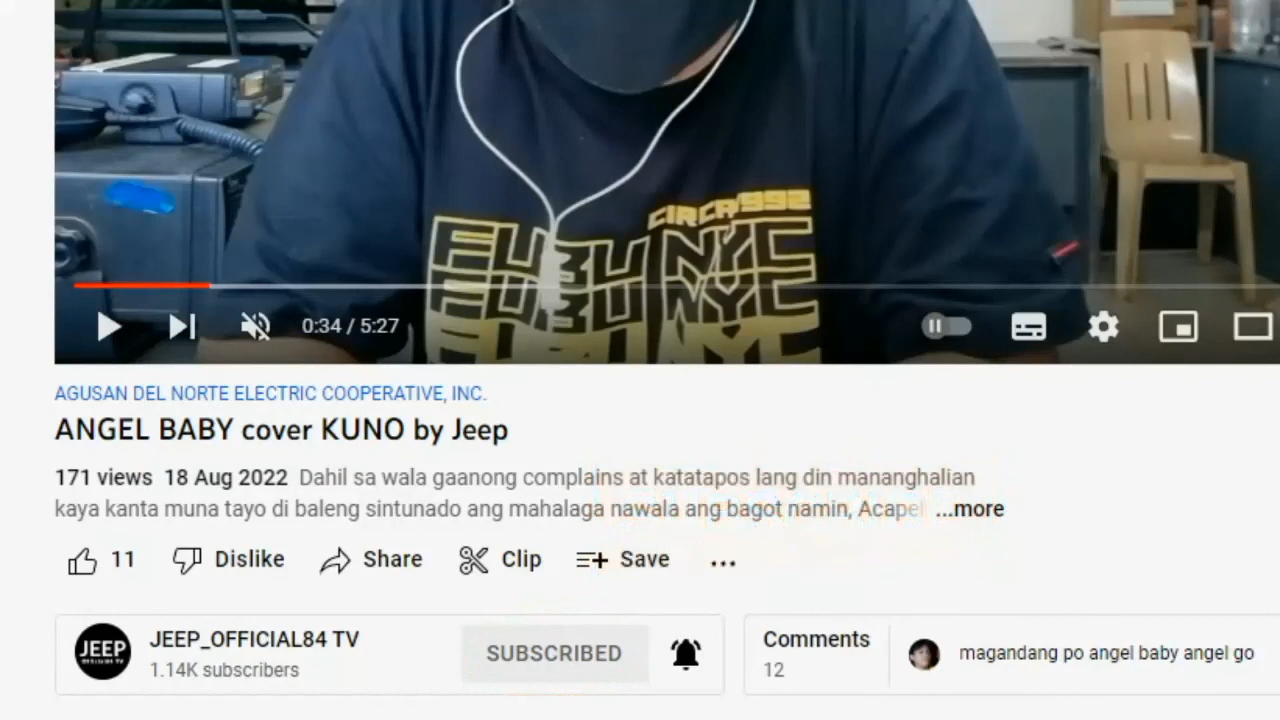 CIRCA 1992
FUBU NYC
FUBU NYC
0:34 / 5:27
AGUSAN DEL NORTE ELECTRIC COOPERATIVE, INC.
ANGEL BABY cover KUNO by Jeep
171 views 18 Aug 2022 Dahil sa wala gaanong complains at katatapos lang din mananghalian
kaya kanta muna tayo di baleng sintunado ang mahalaga nawala ang bagot namin, Acapel ...more
11 Dislike Share Clip Save ...
JEEP
JEEP_OFFICIAL84 TV
1.14K subscribers
SUBSCRIBED
Comments
12
magandang po angel baby angel go